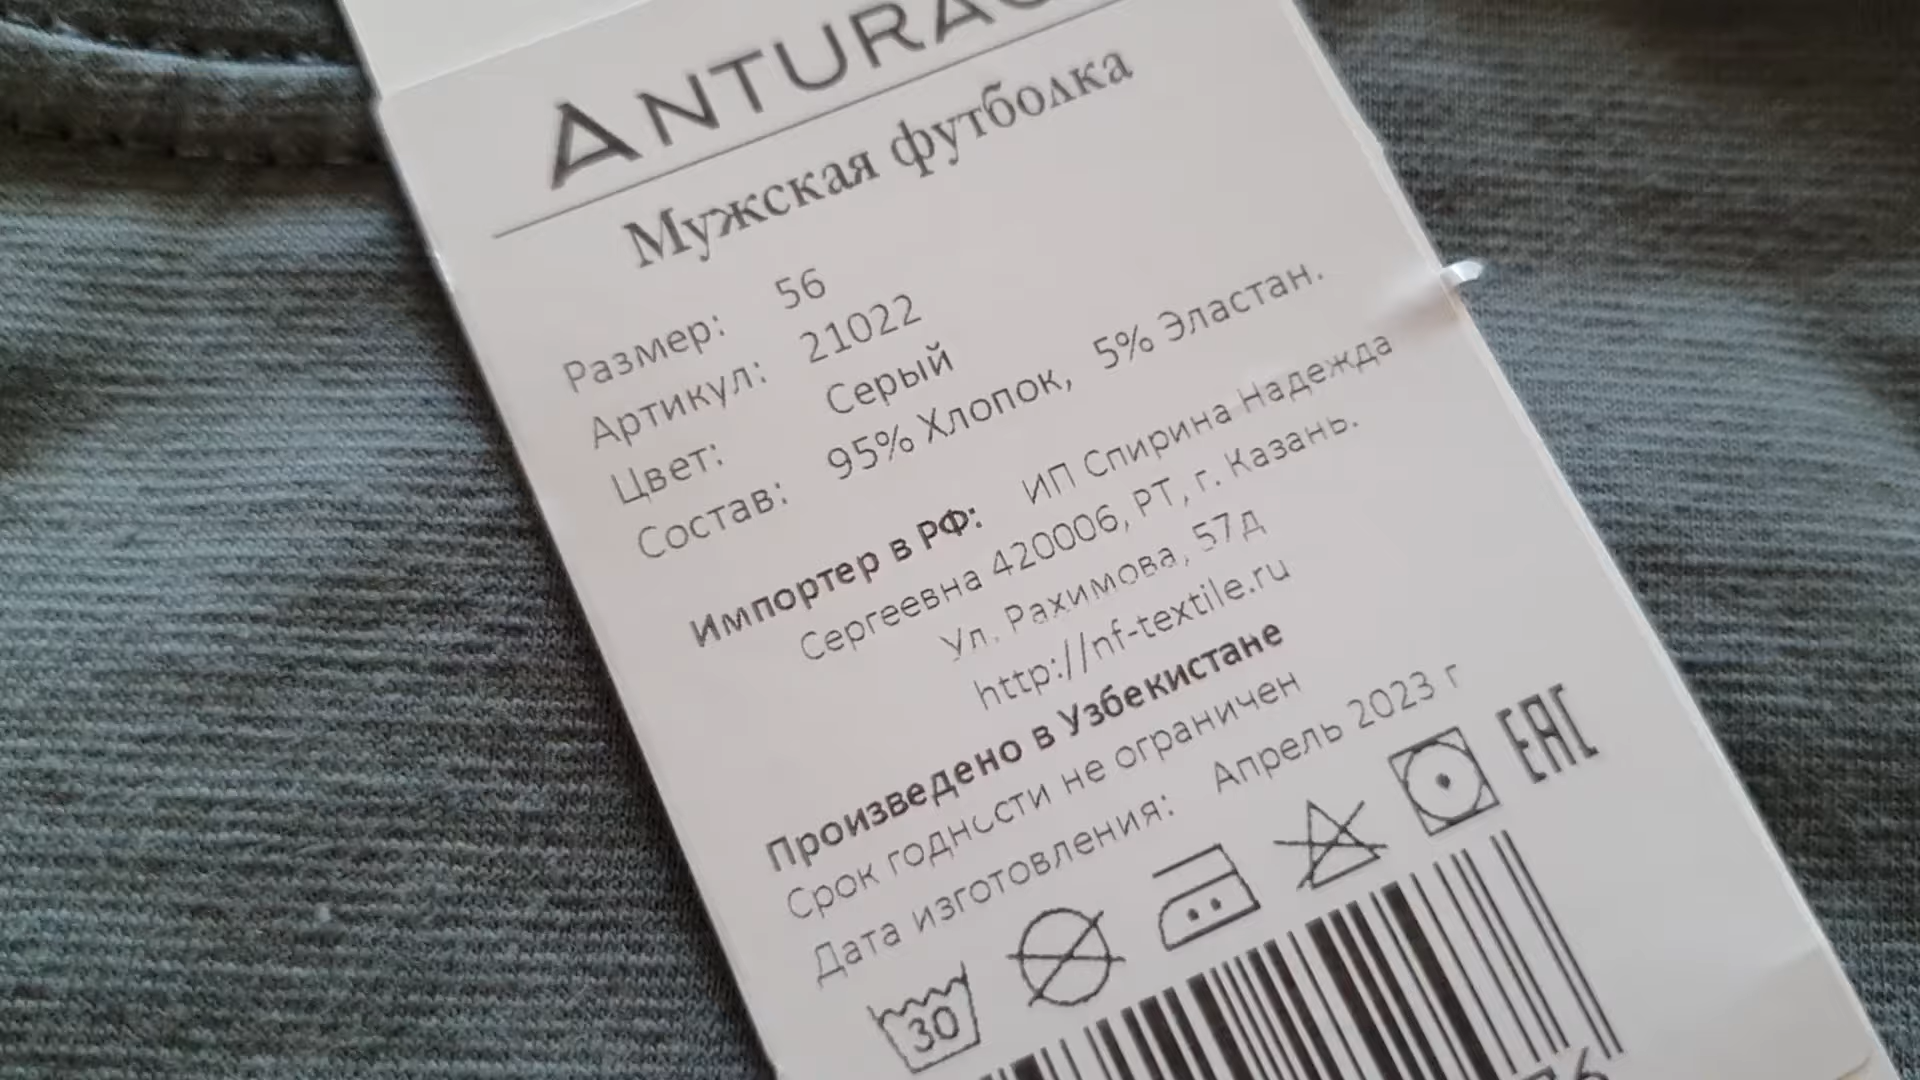 ANTURA
Мужская футболка
Размер: 56
Артикул: 21022
Цвет: Серый
Состав: 95% Хлопок, 5% Эластан.
Импортер в РФ: ИП Спирина Надежда
Сергеевна 420006, РТ, г. Казань.
Ул. Рахимова, 57д
http://nf-textile.ru
Произведено в Узбекистане
Срок годности не ограничен
Дата изготовления: Апрель 2023 г
30
EAC